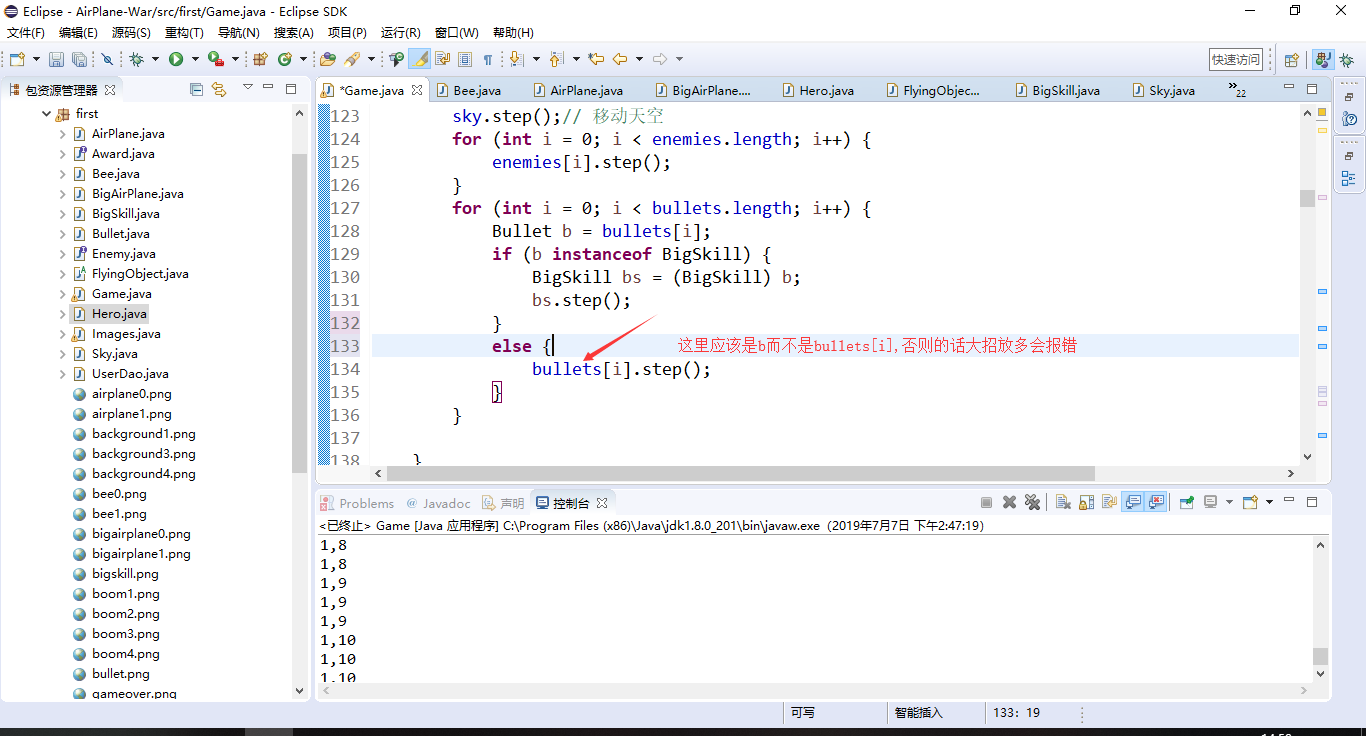 Eclipse - AirPlane-War/src/first/Game.java - Eclipse SDK
文件(F) 编辑(E) 源码(S) 重构(T) 导航(N) 搜索(A) 项目(P) 运行(R) 窗口(W) 帮助(H)
快速访问
包资源管理器
first
AirPlane.java
Award.java
Bee.java
BigAirPlane.java
BigSkill.java
Bullet.java
Enemy.java
FlyingObject.java
Game.java
Hero.java
Images.java
Sky.java
UserDao.java
airplane0.png
airplane1.png
background1.png
background3.png
background4.png
bee0.png
bee1.png
bigairplane0.png
bigairplane1.png
bigskill.png
boom1.png
boom2.png
boom3.png
boom4.png
bullet.png
gameover.png
*Game.java Bee.java AirPlane.java BigAirPlane.... Hero.java FlyingObjec... BigSkill.java Sky.java »22
123 sky.step();// 移动天空
124 for (int i = 0; i < enemies.length; i++) {
125 enemies[i].step();
126 }
127 for (int i = 0; i < bullets.length; i++) {
128 Bullet b = bullets[i];
129 if (b instanceof BigSkill) {
130 BigSkill bs = (BigSkill) b;
131 bs.step();
132 }
133 else { 这里应该是b而不是bullets[i],否则的话大招放多会报错
134 bullets[i].step();
135 }
136 }
137
138 }
Problems @ Javadoc 声明 控制台
<已终止> Game [Java 应用程序] C:\Program Files (x86)\Java\jdk1.8.0_201\bin\javaw.exe (2019年7月7日 下午2:47:19)
1,8
1,8
1,9
1,9
1,9
1,10
1,10
1,10
可写 智能插入 133: 19